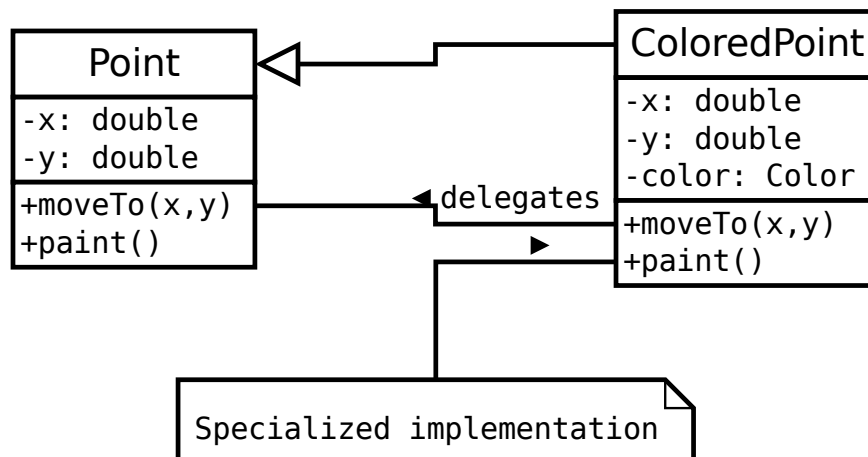 Point
-x: double
-y: double
+moveTo(x,y)
+paint()
delegates
ColoredPoint
-x: double
-y: double
-color: Color
+moveTo(x,y)
+paint()
Specialized implementation